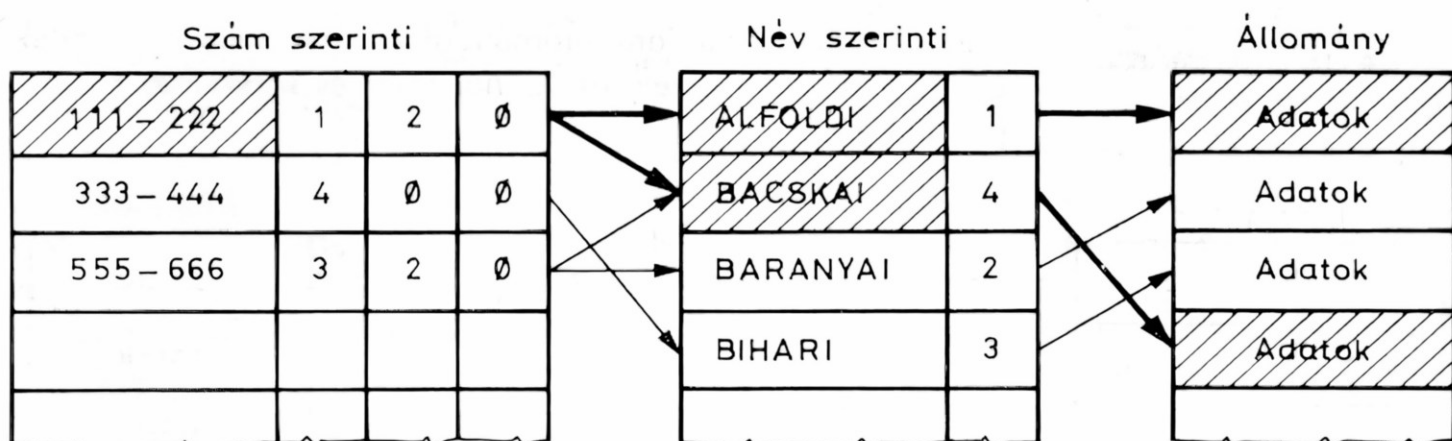 Szám szerinti Név szerinti Állomány
111–222 1 2 Ø ALFOLDI 1 Adatok
333–444 4 Ø Ø BACSKAI 4 Adatok
555–666 3 2 Ø BARANYAI 2 Adatok
BIHARI 3 Adatok